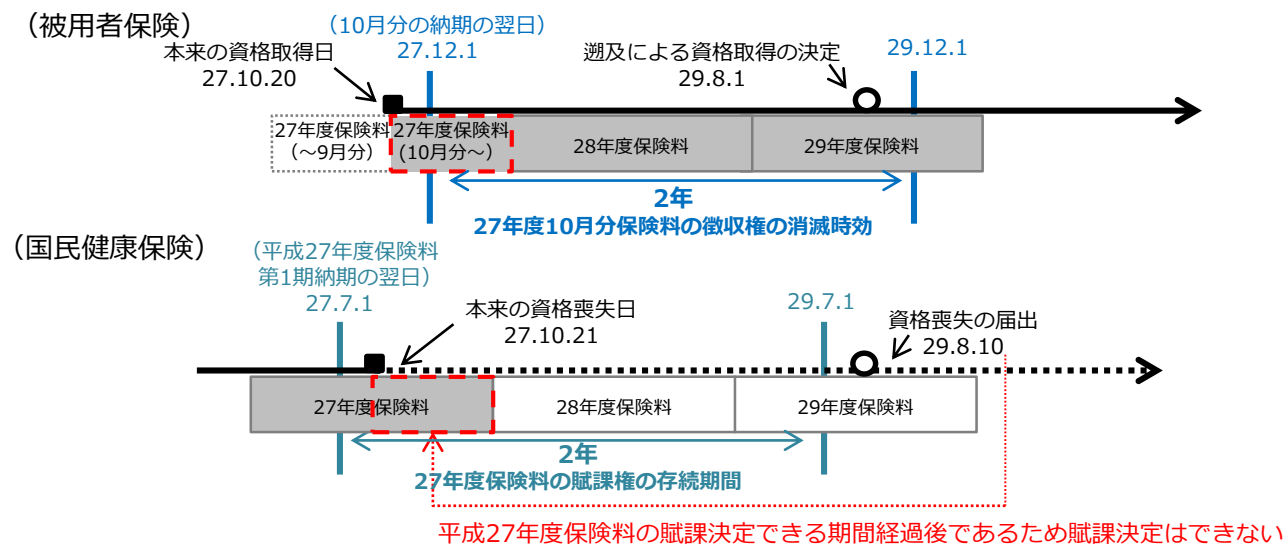 （被用者保険）
（10月分の納期の翌日）
27.12.1
本来の資格取得日
27.10.20
遡及による資格取得の決定
29.8.1
29.12.1
27年度保険料
（～9月分）
27年度保険料
(10月分～)
28年度保険料
29年度保険料
2年
27年度10月分保険料の徴収権の消滅時効
（国民健康保険）
（平成27年度保険料
第1期納期の翌日）
27.7.1
本来の資格喪失日
27.10.21
29.7.1
資格喪失の届出
29.8.10
27年度保険料
28年度保険料
29年度保険料
2年
27年度保険料の賦課権の存続期間
平成27年度保険料の賦課決定できる期間経過後であるため賦課決定はできない